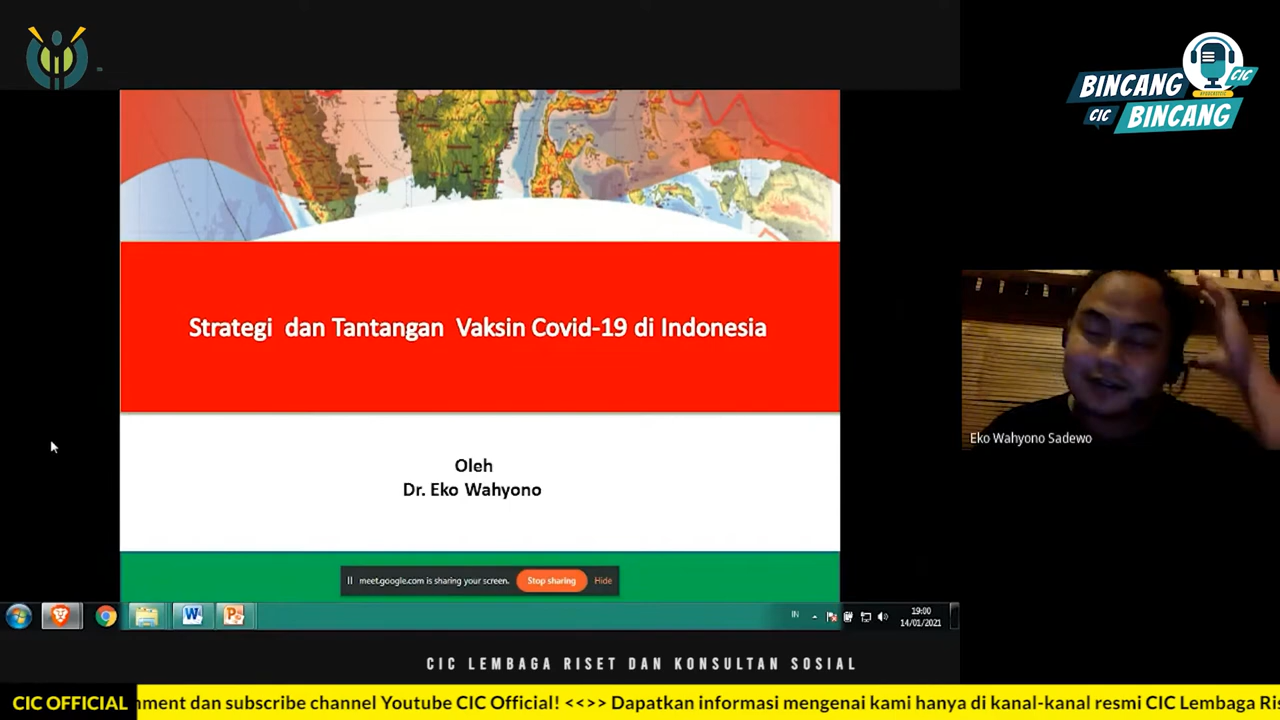 BINCANG
CIC
CIC
BINCANG
Strategi dan Tantangan Vaksin Covid-19 di Indonesia
Oleh
Dr. Eko Wahyono
Eko Wahyono Sadewo
meet.google.com is sharing your screen.
Stop sharing
Hide
IN
19:00
14/01/2021
CIC LEMBAGA RISET DAN KONSULTAN SOSIAL
CIC OFFICIAL
nment dan subscribe channel Youtube CIC Official! <<>> Dapatkan informasi mengenai kami hanya di kanal-kanal resmi CIC Lembaga Ris